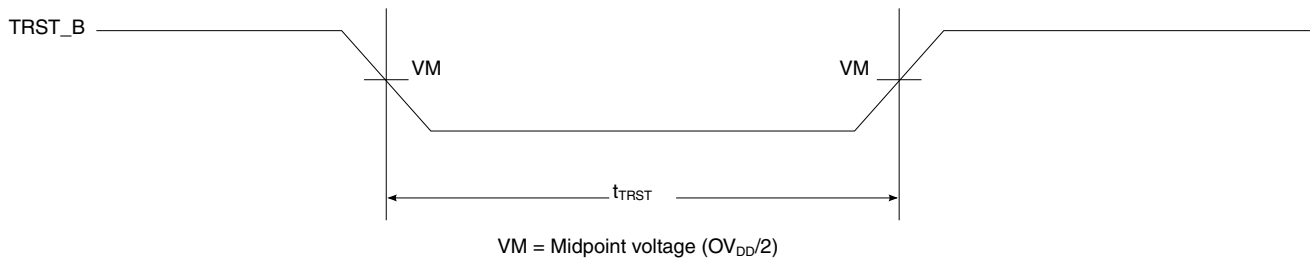 TRST_B
VM VM
tTRST
VM = Midpoint voltage (OVDD/2)